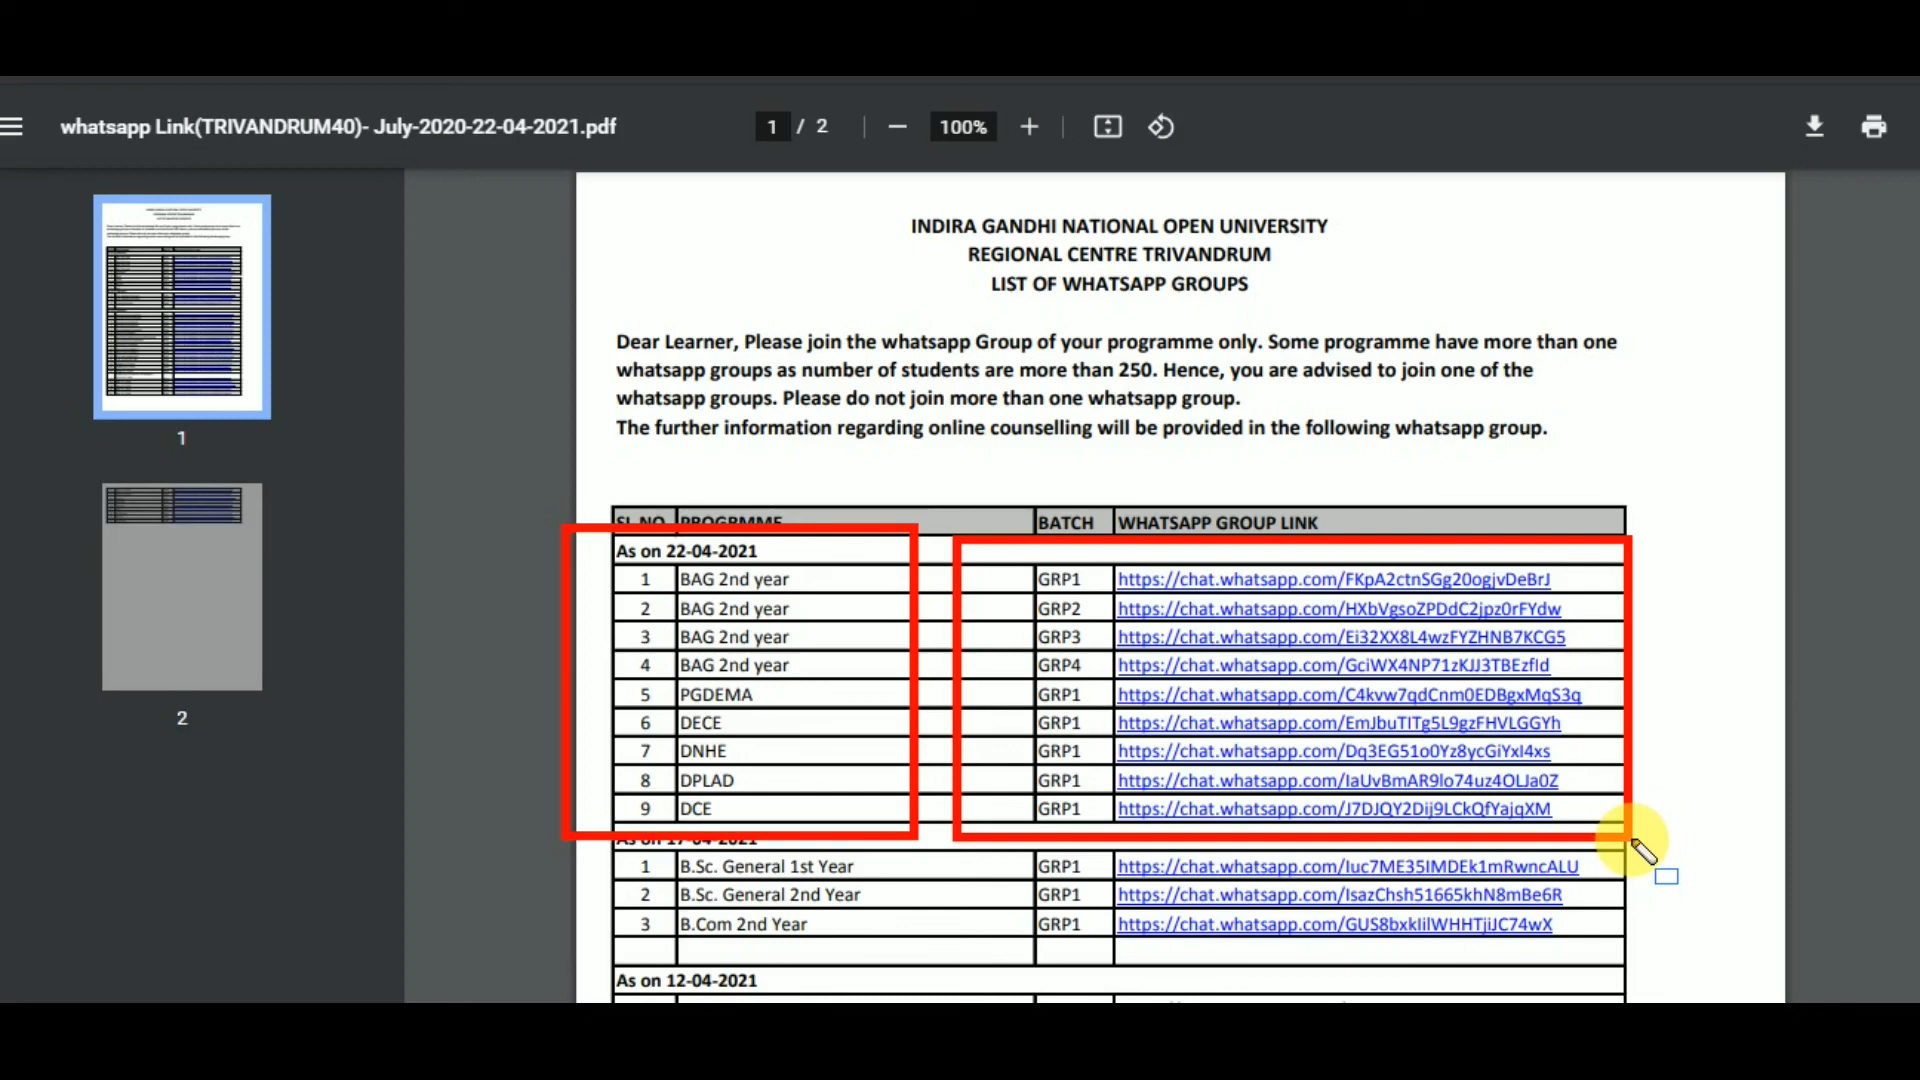 whatsapp Link(TRIVANDRUM40)- July-2020-22-04-2021.pdf
1 / 2
100%
1
2
INDIRA GANDHI NATIONAL OPEN UNIVERSITY
REGIONAL CENTRE TRIVANDRUM
LIST OF WHATSAPP GROUPS
Dear Learner, Please join the whatsapp Group of your programme only. Some programme have more than one
whatsapp groups as number of students are more than 250. Hence, you are advised to join one of the
whatsapp groups. Please do not join more than one whatsapp group.
The further information regarding online counselling will be provided in the following whatsapp group.
SL NO PROGRMME BATCH WHATSAPP GROUP LINK
As on 22-04-2021
1 BAG 2nd year GRP1 https://chat.whatsapp.com/FKpA2ctnSGg20ogjvDeBrJ
2 BAG 2nd year GRP2 https://chat.whatsapp.com/HXbVgsoZPDdC2jpz0rFYdw
3 BAG 2nd year GRP3 https://chat.whatsapp.com/Ei32XX8L4wzFYZHNB7KCG5
4 BAG 2nd year GRP4 https://chat.whatsapp.com/GciWX4NP71zKJJ3TBEzfId
5 PGDEMA GRP1 https://chat.whatsapp.com/C4kvw7qdCnm0EDBgxMqS3q
6 DECE GRP1 https://chat.whatsapp.com/EmJbuTITg5L9gzFHVLGGYh
7 DNHE GRP1 https://chat.whatsapp.com/Dq3EG51o0Yz8ycGiYxI4xs
8 DPLAD GRP1 https://chat.whatsapp.com/IaUvBmAR9lo74uz4OLJa0Z
9 DCE GRP1 https://chat.whatsapp.com/J7DJQY2Dij9LCkQfYajqXM
As on 17-04-2021
1 B.Sc. General 1st Year GRP1 https://chat.whatsapp.com/Iuc7ME35IMDEk1mRwncALU
2 B.Sc. General 2nd Year GRP1 https://chat.whatsapp.com/IsazChsh51665khN8mBe6R
3 B.Com 2nd Year GRP1 https://chat.whatsapp.com/GUS8bxkIilWHHTjiJC74wX
As on 12-04-2021